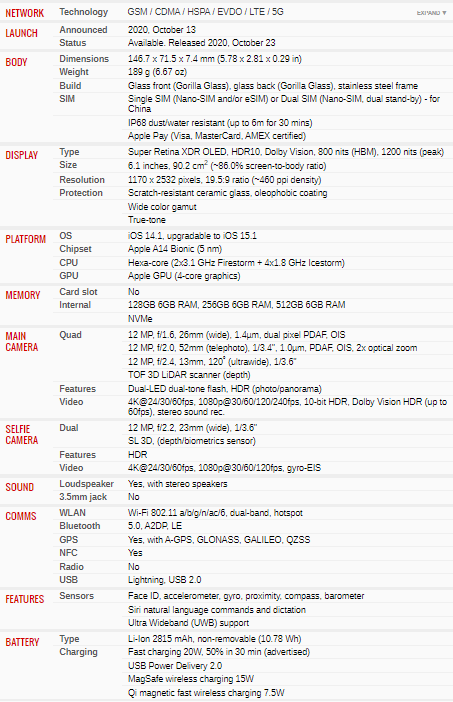 NETWORK Technology GSM / CDMA / HSPA / EVDO / LTE / 5G EXPAND ▼
LAUNCH Announced 2020, October 13
Status Available. Released 2020, October 23
BODY Dimensions 146.7 x 71.5 x 7.4 mm (5.78 x 2.81 x 0.29 in)
Weight 189 g (6.67 oz)
Build Glass front (Gorilla Glass), glass back (Gorilla Glass), stainless steel frame
SIM Single SIM (Nano-SIM and/or eSIM) or Dual SIM (Nano-SIM, dual stand-by) - for
China
IP68 dust/water resistant (up to 6m for 30 mins)
Apple Pay (Visa, MasterCard, AMEX certified)
DISPLAY Type Super Retina XDR OLED, HDR10, Dolby Vision, 800 nits (HBM), 1200 nits (peak)
Size 6.1 inches, 90.2 cm² (~86.0% screen-to-body ratio)
Resolution 1170 x 2532 pixels, 19.5:9 ratio (~460 ppi density)
Protection Scratch-resistant ceramic glass, oleophobic coating
Wide color gamut
True-tone
PLATFORM OS iOS 14.1, upgradable to iOS 15.1
Chipset Apple A14 Bionic (5 nm)
CPU Hexa-core (2x3.1 GHz Firestorm + 4x1.8 GHz Icestorm)
GPU Apple GPU (4-core graphics)
MEMORY Card slot No
Internal 128GB 6GB RAM, 256GB 6GB RAM, 512GB 6GB RAM
NVMe
MAIN CAMERA Quad 12 MP, f/1.6, 26mm (wide), 1.4µm, dual pixel PDAF, OIS
12 MP, f/2.0, 52mm (telephoto), 1/3.4", 1.0µm, PDAF, OIS, 2x optical zoom
12 MP, f/2.4, 13mm, 120˚ (ultrawide), 1/3.6"
TOF 3D LiDAR scanner (depth)
Features Dual-LED dual-tone flash, HDR (photo/panorama)
Video 4K@24/30/60fps, 1080p@30/60/120/240fps, 10-bit HDR, Dolby Vision HDR (up to
60fps), stereo sound rec.
SELFIE CAMERA Dual 12 MP, f/2.2, 23mm (wide), 1/3.6"
SL 3D, (depth/biometrics sensor)
Features HDR
Video 4K@24/30/60fps, 1080p@30/60/120fps, gyro-EIS
SOUND Loudspeaker Yes, with stereo speakers
3.5mm jack No
COMMS WLAN Wi-Fi 802.11 a/b/g/n/ac/6, dual-band, hotspot
Bluetooth 5.0, A2DP, LE
GPS Yes, with A-GPS, GLONASS, GALILEO, QZSS
NFC Yes
Radio No
USB Lightning, USB 2.0
FEATURES Sensors Face ID, accelerometer, gyro, proximity, compass, barometer
Siri natural language commands and dictation
Ultra Wideband (UWB) support
BATTERY Type Li-Ion 2815 mAh, non-removable (10.78 Wh)
Charging Fast charging 20W, 50% in 30 min (advertised)
USB Power Delivery 2.0
MagSafe wireless charging 15W
Qi magnetic fast wireless charging 7.5W